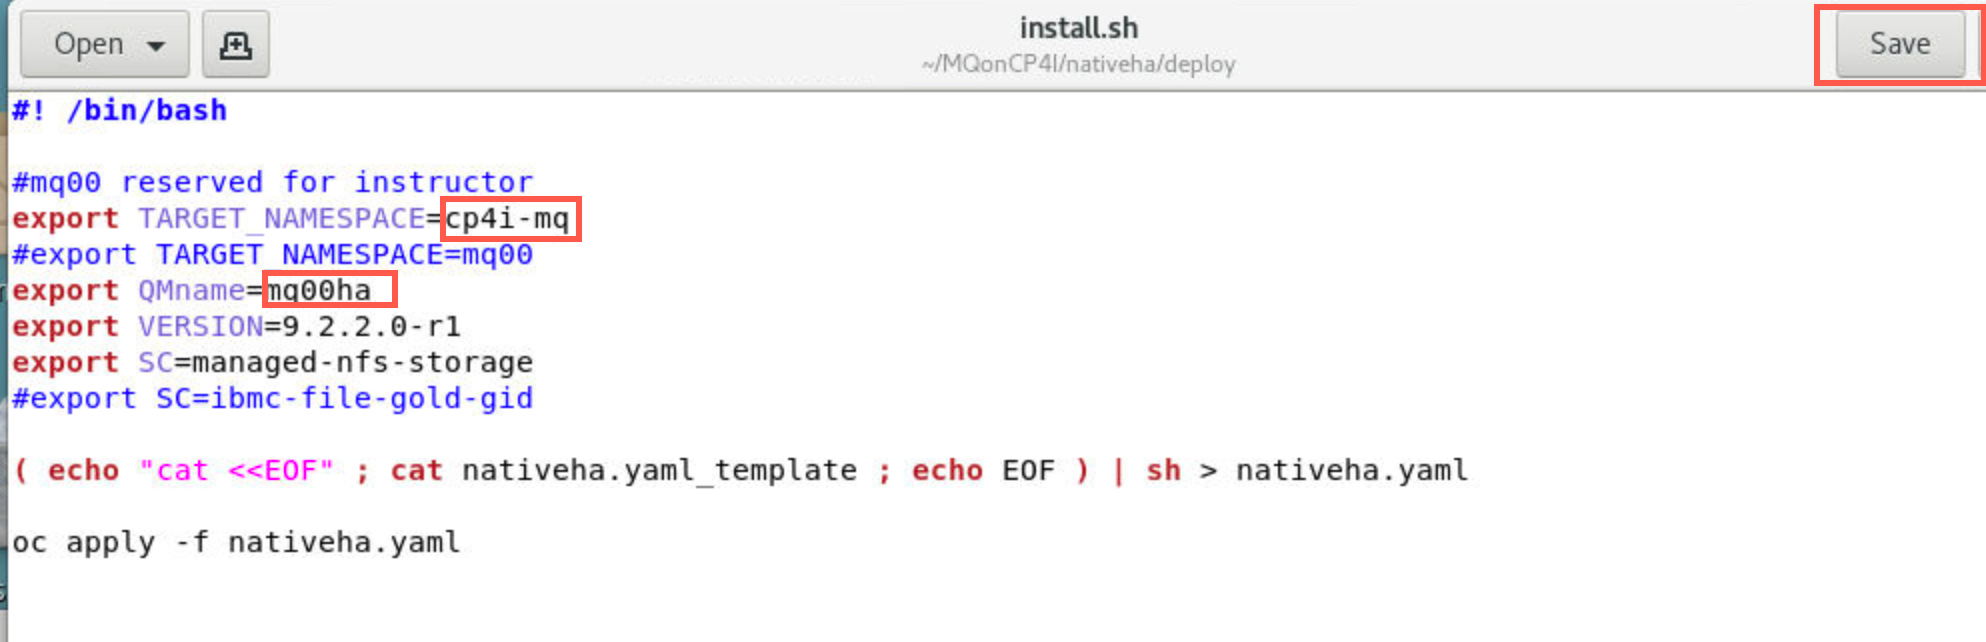 Open
install.sh
~/MQonCP4I/nativeha/deploy
Save
#! /bin/bash
#mq00 reserved for instructor
export TARGET_NAMESPACE=cp4i-mq
#export TARGET NAMESPACE=mq00
export QMname=mq00ha
export VERSION=9.2.2.0-r1
export SC=managed-nfs-storage
#export SC=ibmc-file-gold-gid
( echo "cat <<EOF" ; cat nativeha.yaml_template ; echo EOF ) | sh > nativeha.yaml
oc apply -f nativeha.yaml